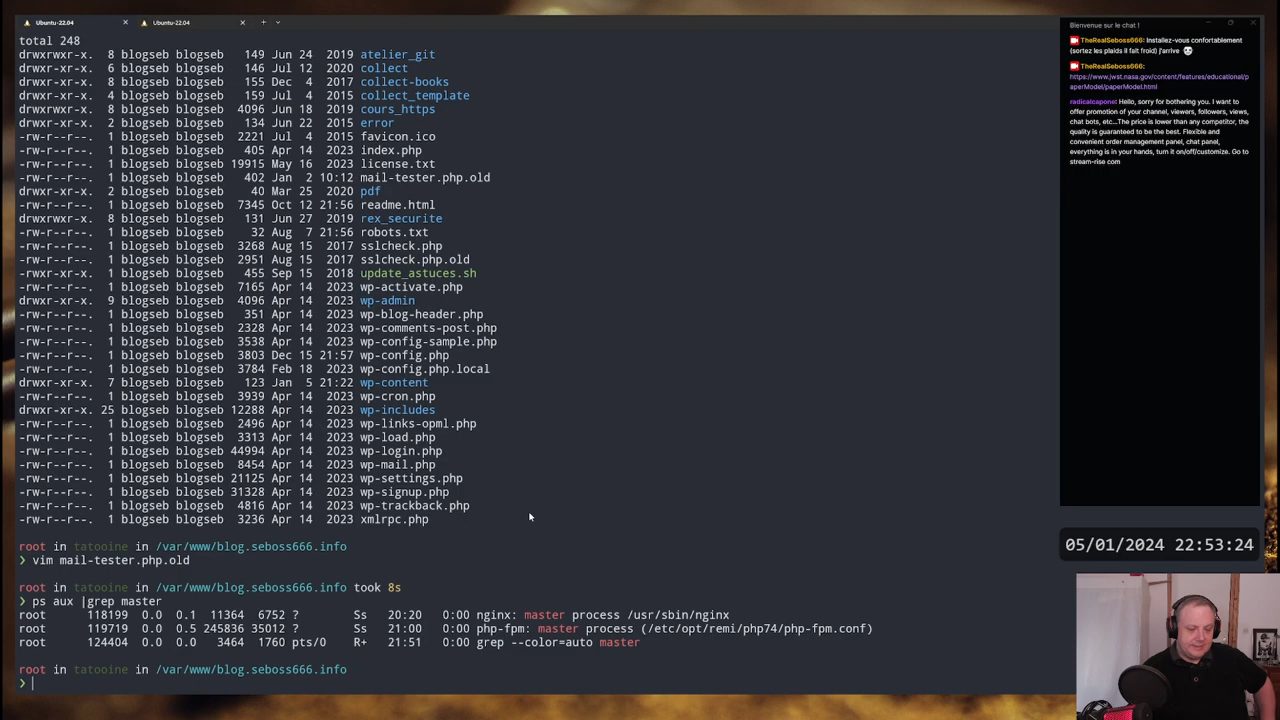 Ubuntu-22.04
Ubuntu-22.04
total 248
drwxrwxr-x. 8 blogseb blogseb 149 Jun 24 2019 atelier_git
drwxr-xr-x. 6 blogseb blogseb 146 Jul 12 2020 collect
drwxr-xr-x. 8 blogseb blogseb 155 Dec 4 2017 collect-books
drwxr-xr-x. 4 blogseb blogseb 159 Jul 4 2015 collect_template
drwxrwxr-x. 6 blogseb blogseb 4096 Jun 18 2019 cours_https
drwxr-xr-x. 2 blogseb blogseb 134 Jun 22 2015 error
-rw-r--r--. 1 blogseb blogseb 2221 Jul 4 2015 favicon.ico
-rw-r--r--. 1 blogseb blogseb 405 Apr 14 2023 index.php
-rw-r--r--. 1 blogseb blogseb 19915 May 16 2023 license.txt
-rw-r--r--. 1 blogseb blogseb 402 Jan 2 10:12 mail-tester.php.old
drwxr-xr-x. 2 blogseb blogseb 40 Mar 25 2020 pdf
-rw-r--r--. 1 blogseb blogseb 7345 Oct 12 21:56 readme.html
drwxrwxr-x. 8 blogseb blogseb 131 Jun 27 2019 rex_securite
-rw-r--r--. 1 blogseb blogseb 32 Aug 7 21:56 robots.txt
-rw-r--r--. 1 blogseb blogseb 3268 Aug 15 2017 sslcheck.php
-rw-r--r--. 1 blogseb blogseb 2951 Aug 15 2017 sslcheck.php.old
-rwxr-xr-x. 1 blogseb blogseb 455 Sep 15 2018 update_astuces.sh
-rw-r--r--. 1 blogseb blogseb 7165 Apr 14 2023 wp-activate.php
drwxr-xr-x. 9 blogseb blogseb 4096 Apr 14 2023 wp-admin
-rw-r--r--. 1 blogseb blogseb 351 Apr 14 2023 wp-blog-header.php
-rw-r--r--. 1 blogseb blogseb 2328 Apr 14 2023 wp-comments-post.php
-rw-r--r--. 1 blogseb blogseb 3538 Apr 14 2023 wp-config-sample.php
-rw-r--r--. 1 blogseb blogseb 3803 Dec 15 21:57 wp-config.php
-rw-r--r--. 1 blogseb blogseb 3784 Feb 18 2023 wp-config.php.local
drwxr-xr-x. 7 blogseb blogseb 123 Jan 5 21:22 wp-content
-rw-r--r--. 1 blogseb blogseb 3939 Apr 14 2023 wp-cron.php
drwxr-xr-x. 25 blogseb blogseb 12288 Apr 14 2023 wp-includes
-rw-r--r--. 1 blogseb blogseb 2496 Apr 14 2023 wp-links-opml.php
-rw-r--r--. 1 blogseb blogseb 3313 Apr 14 2023 wp-load.php
-rw-r--r--. 1 blogseb blogseb 44994 Apr 14 2023 wp-login.php
-rw-r--r--. 1 blogseb blogseb 8454 Apr 14 2023 wp-mail.php
-rw-r--r--. 1 blogseb blogseb 21125 Apr 14 2023 wp-settings.php
-rw-r--r--. 1 blogseb blogseb 31328 Apr 14 2023 wp-signup.php
-rw-r--r--. 1 blogseb blogseb 4816 Apr 14 2023 wp-trackback.php
-rw-r--r--. 1 blogseb blogseb 3236 Apr 14 2023 xmlrpc.php
root in tatooine in /var/www/blog.seboss666.info
❯ vim mail-tester.php.old
root in tatooine in /var/www/blog.seboss666.info took 8s
❯ ps aux |grep master
root 118199 0.0 0.1 11364 6752 ? Ss 20:20 0:00 nginx: master process /usr/sbin/nginx
root 119719 0.0 0.5 245836 35012 ? Ss 21:00 0:00 php-fpm: master process (/etc/opt/remi/php74/php-fpm.conf)
root 124404 0.0 0.0 3464 1760 pts/0 R+ 21:51 0:00 grep --color=auto master
root in tatooine in /var/www/blog.seboss666.info
❯
Bienvenue sur le chat !
TheRealSeboss666: Installez-vous confortablement
(sortez les plaids il fait froid) j'arrive
TheRealSeboss666:
https://www.jwst.nasa.gov/content/features/educational/p
aperModel/paperModel.html
radicalcapone: Hello, sorry for bothering you. I want to
offer promotion of your channel, viewers, followers, views,
chat bots, etc...The price is lower than any competitor, the
quality is guaranteed to be the best. Flexible and
convenient order management panel, chat panel,
everything is in your hands, turn it on/off/customize. Go to
stream-rise com
05/01/2024 22:53:24